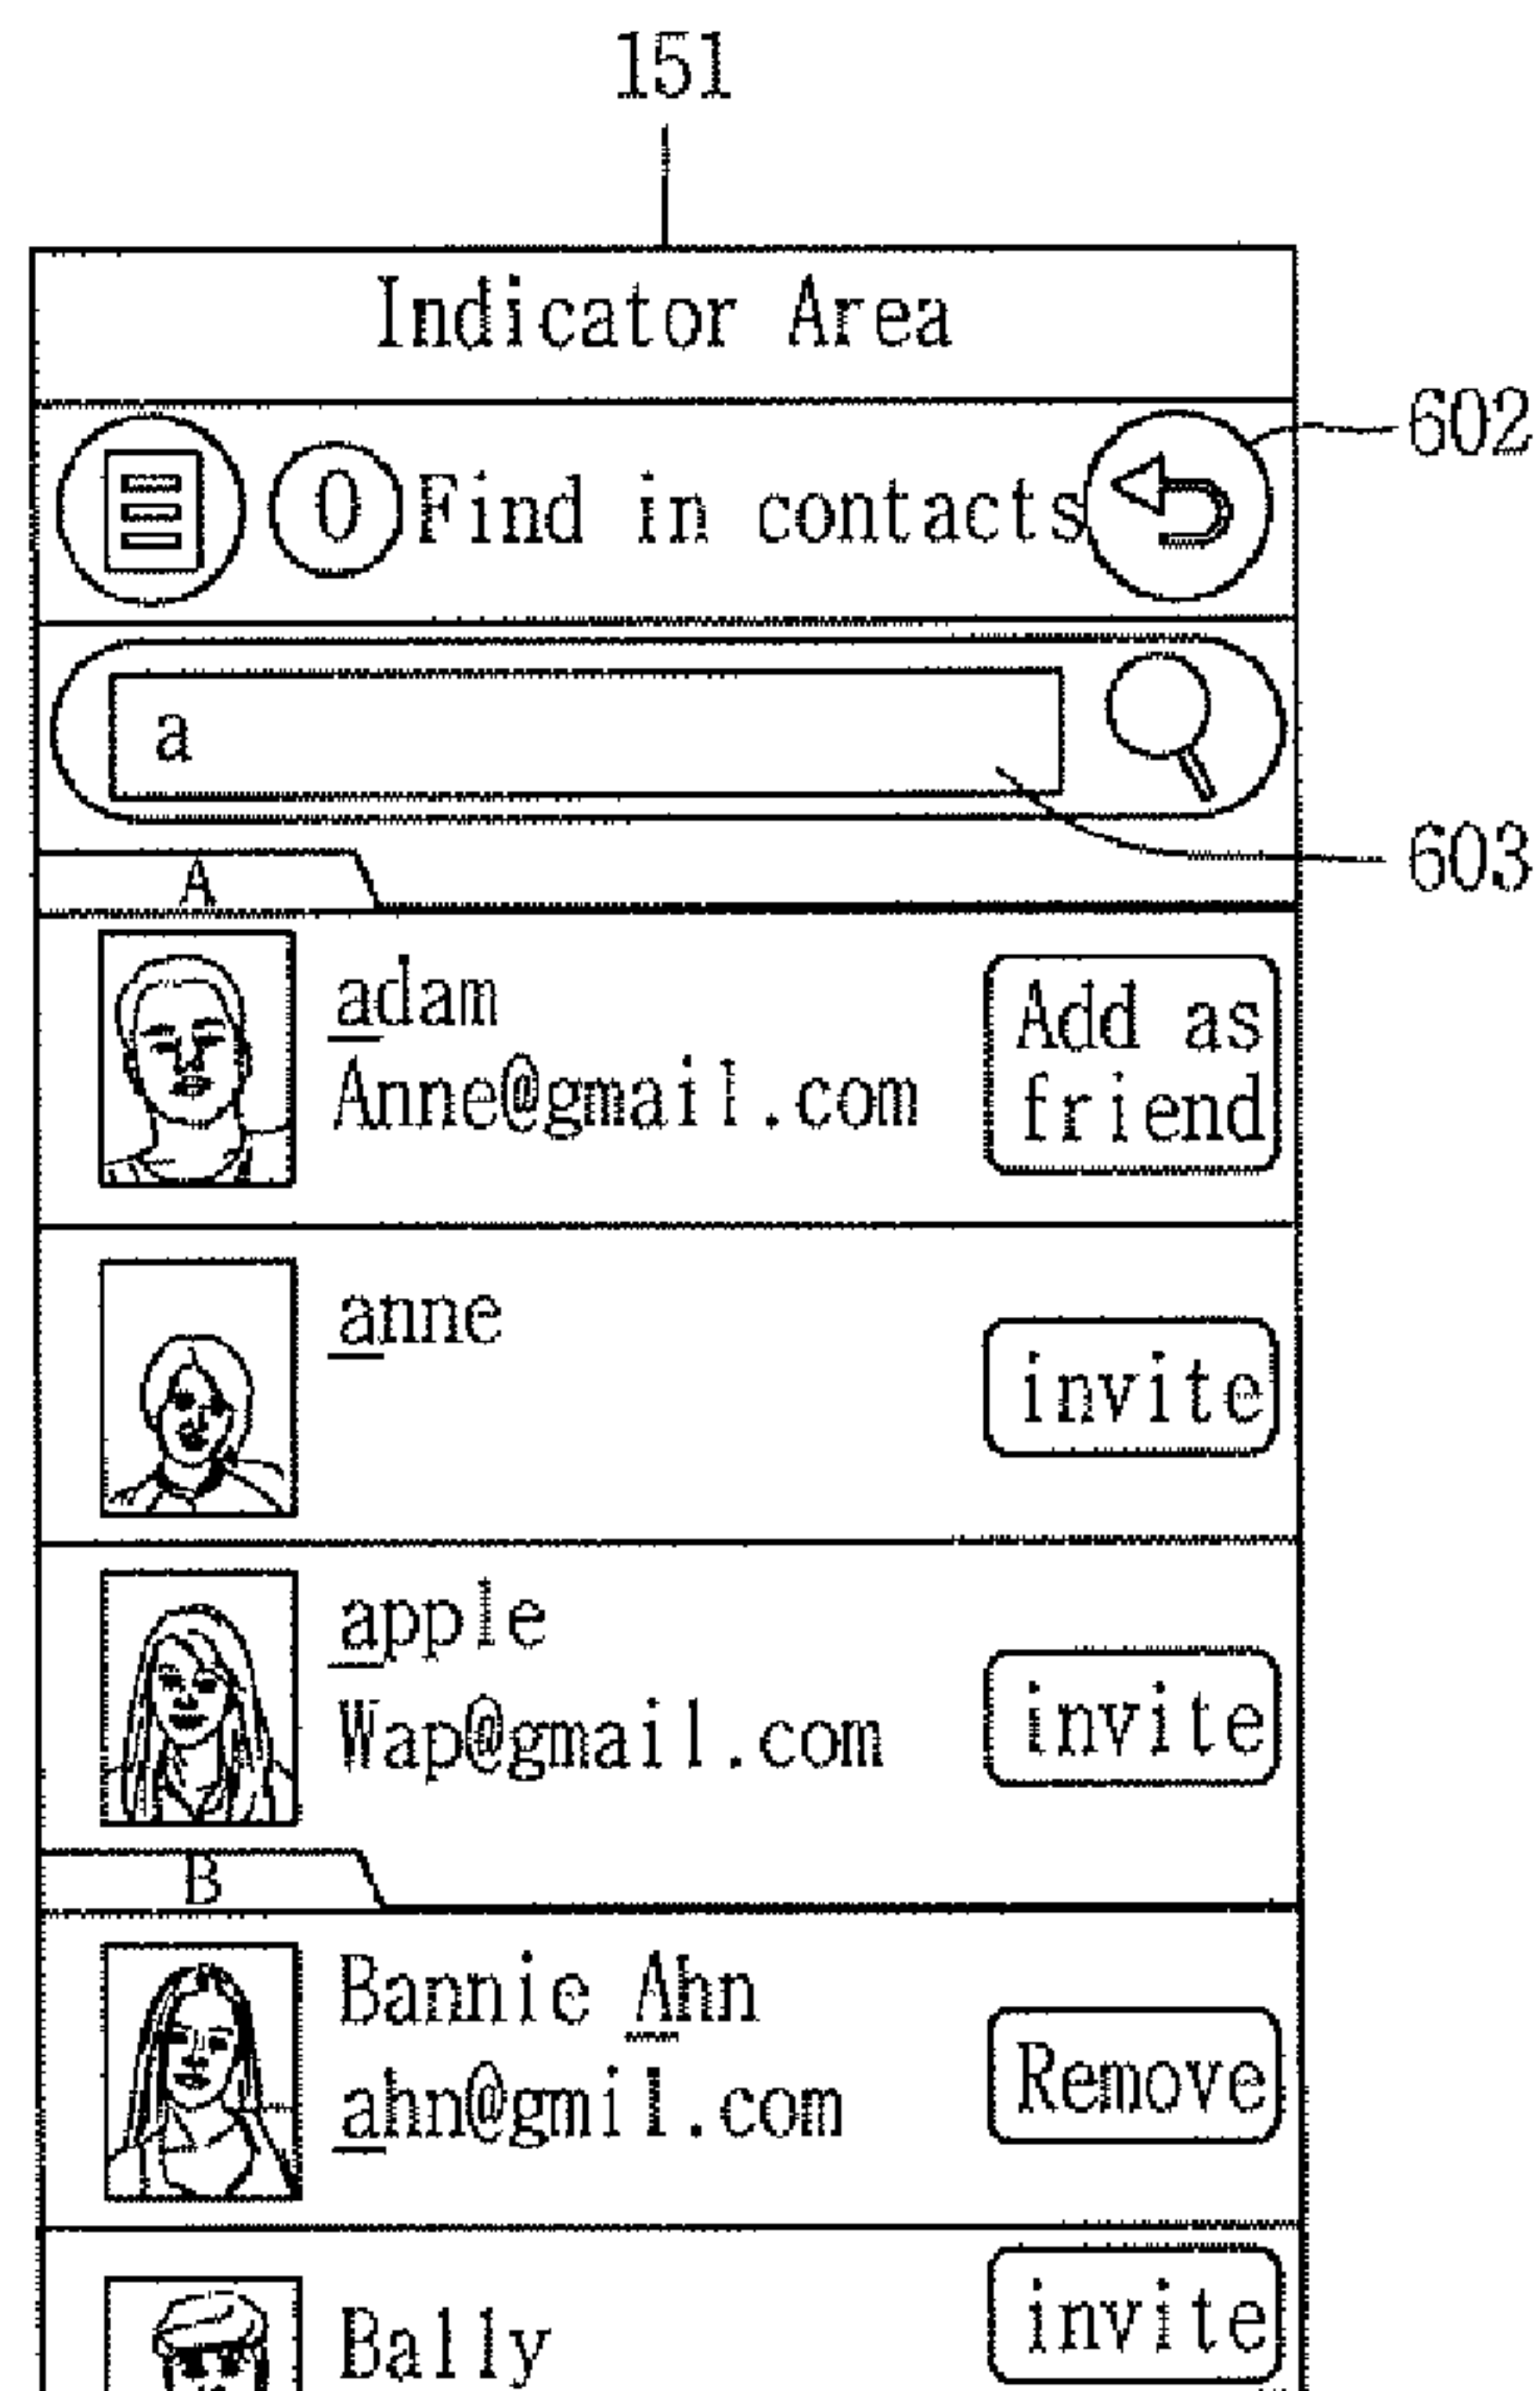 151
Indicator Area
0 Find in contacts
602
a
603
A
adam
Anne@gmail.com
Add as
friend
anne
invite
apple
Wap@gmail.com
invite
B
Bannie Ahn
ahn@gmil.com
Remove
Bally
invite